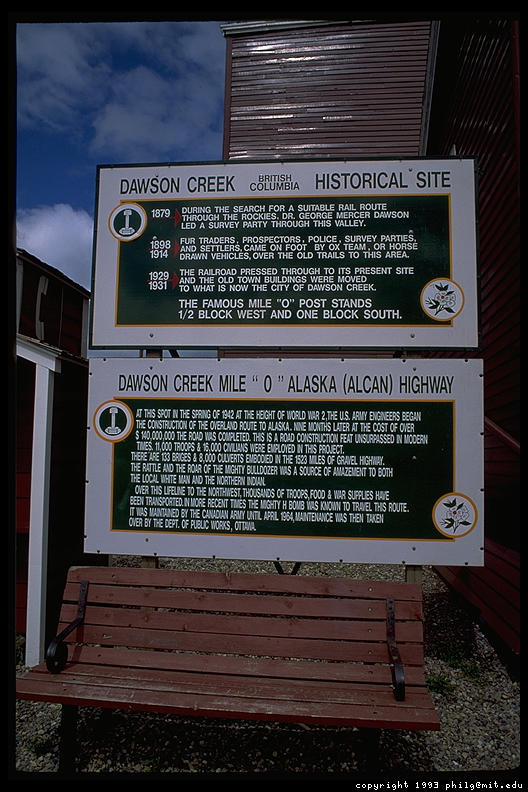 DAWSON CREEK BRITISH COLUMBIA HISTORICAL SITE
1879 DURING THE SEARCH FOR A SUITABLE RAIL ROUTE
THROUGH THE ROCKIES. DR. GEORGE MERCER DAWSON
LED A SURVEY PARTY THROUGH THIS VALLEY.
1898 FUR TRADERS, PROSPECTORS, POLICE, SURVEY PARTIES,
1914 AND SETTLERS, CAME ON FOOT BY OX TEAM, OR HORSE
DRAWN VEHICLES, OVER THE OLD TRAILS TO THIS AREA.
1929 THE RAILROAD PRESSED THROUGH TO ITS PRESENT SITE
1931 AND THE OLD TOWN BUILDINGS WERE MOVED
TO WHAT IS NOW THE CITY OF DAWSON CREEK.
THE FAMOUS MILE "O" POST STANDS
1/2 BLOCK WEST AND ONE BLOCK SOUTH.
DAWSON CREEK MILE " O " ALASKA (ALCAN) HIGHWAY
AT THIS SPOT IN THE SPRING OF 1942 AT THE HEIGHT OF WORLD WAR 2, THE U.S. ARMY ENGINEERS BEGAN
THE CONSTRUCTION OF THE OVERLAND ROUTE TO ALASKA. NINE MONTHS LATER AT THE COST OF OVER
$ 140,000,000 THE ROAD WAS COMPLETED. THIS IS A ROAD CONSTRUCTION FEAT UNSURPASSED IN MODERN
TIMES. 11,000 TROOPS & 16,000 CIVILIANS WERE EMPLOYED IN THIS PROJECT.
THERE ARE 133 BRIGES & 8,000 CULVERTS EMBODIED IN THE 1523 MILES OF GRAVEL HIGHWAY.
THE RATTLE AND THE ROAR OF THE MIGHTY BULLDOZER WAS A SOURCE OF AMAZEMENT TO BOTH
THE LOCAL WHITE MAN AND THE NORTHERN INDIAN.
OVER THIS LIFELINE TO THE NORTHWEST, THOUSANDS OF TROOPS, FOOD & WAR SUPPLIES HAVE
BEEN TRANSPORTED. IN MORE RECENT TIMES THE MIGHTY H BOMB WAS KNOWN TO TRAVEL THIS ROUTE.
IT WAS MAINTAINED BY THE CANADIAN ARMY UNTIL APRIL 1964, MAINTENANCE WAS THEN TAKEN
OVER BY THE DEPT. OF PUBLIC WORKS, OTTAWA.
copyright 1993 philg@mit.edu